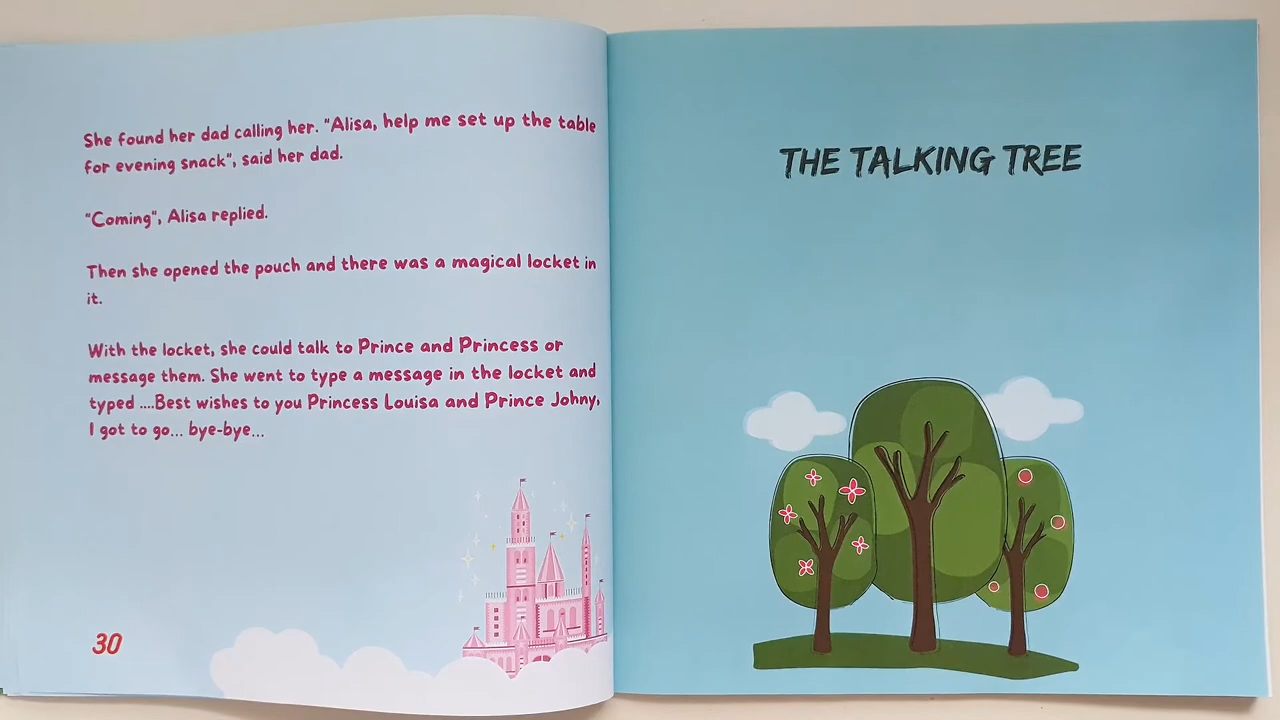 She found her dad calling her. "Alisa, help me set up the table
for evening snack", said her dad.
"Coming", Alisa replied.
Then she opened the pouch and there was a magical locket in
it.
With the locket, she could talk to Prince and Princess or
message them. She went to type a message in the locket and
typed ....Best wishes to you Princess Louisa and Prince Johny,
I got to go... bye-bye...
30
THE TALKING TREE